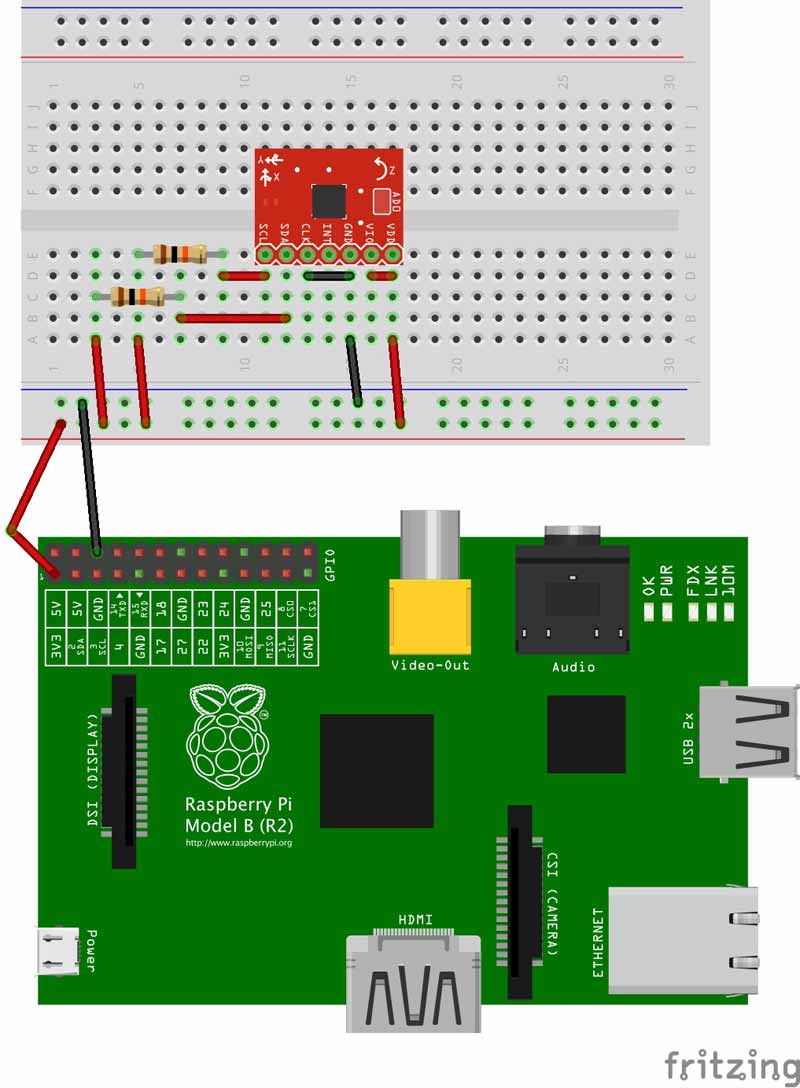 1 5 10 15 20 25 30
J J
I I
H H
G G
F F
Y
X
Z
AD0
SCL SDA CLK INT GND VIO VDD
E E
D D
C C
B B
A A
1 5 10 15 20 25 30
1
GPIO
5V 5V GND 14 TXD 15 RXD 18 GND 23 24 GND 25 8 CS0 7 CS1
3V3 2 SDA 3 SCL 4 GND 17 27 22 3V3 10 MOSI 9 MISO 11 SCLK GND
OK PWR FDX LNK 10M
Video-Out
Audio
DSI (DISPLAY)
Raspberry Pi
Model B (R2)
http://www.raspberrypi.org
TM
USB 2x
CSI (CAMERA)
HDMI
ETHERNET
Power
fritzing